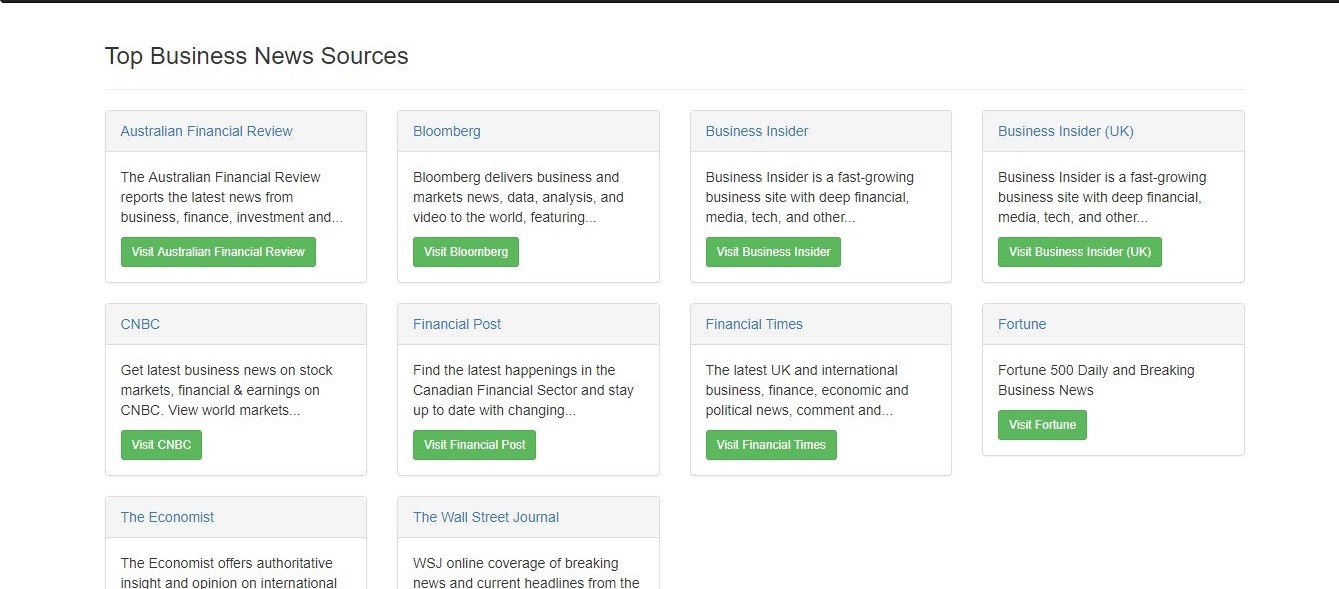 Top Business News Sources
Australian Financial Review
The Australian Financial Review
reports the latest news from
business, finance, investment and...
Visit Australian Financial Review
Bloomberg
Bloomberg delivers business and
markets news, data, analysis, and
video to the world, featuring...
Visit Bloomberg
Business Insider
Business Insider is a fast-growing
business site with deep financial,
media, tech, and other...
Visit Business Insider
Business Insider (UK)
Business Insider is a fast-growing
business site with deep financial,
media, tech, and other...
Visit Business Insider (UK)
CNBC
Get latest business news on stock
markets, financial & earnings on
CNBC. View world markets...
Visit CNBC
Financial Post
Find the latest happenings in the
Canadian Financial Sector and stay
up to date with changing...
Visit Financial Post
Financial Times
The latest UK and international
business, finance, economic and
political news, comment and...
Visit Financial Times
Fortune
Fortune 500 Daily and Breaking
Business News
Visit Fortune
The Economist
The Economist offers authoritative
insight and opinion on international
The Wall Street Journal
WSJ online coverage of breaking
news and current headlines from the